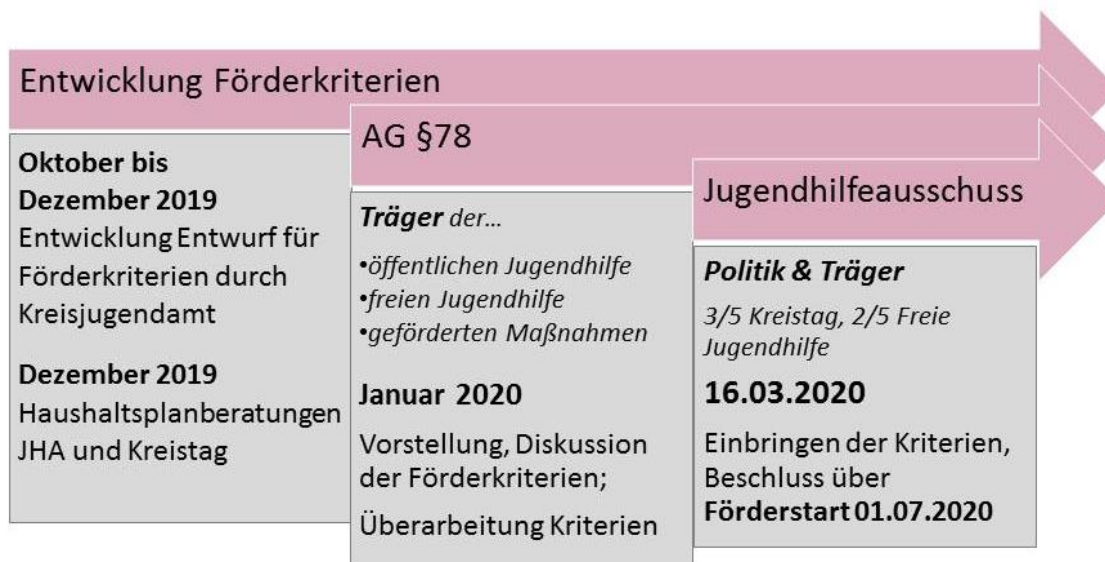 Entwicklung Förderkriterien
Oktober bis
Dezember 2019
Entwicklung Entwurf für
Förderkriterien durch
Kreisjugendamt
Dezember 2019
Haushaltsplanberatungen
JHA und Kreistag
AG §78
Träger der...
•öffentlichen Jugendhilfe
•freien Jugendhilfe
•geförderten Maßnahmen
Januar 2020
Vorstellung, Diskussion
der Förderkriterien;
Überarbeitung Kriterien
Jugendhilfeausschuss
Politik & Träger
3/5 Kreistag, 2/5 Freie
Jugendhilfe
16.03.2020
Einbringen der Kriterien,
Beschluss über
Förderstart 01.07.2020